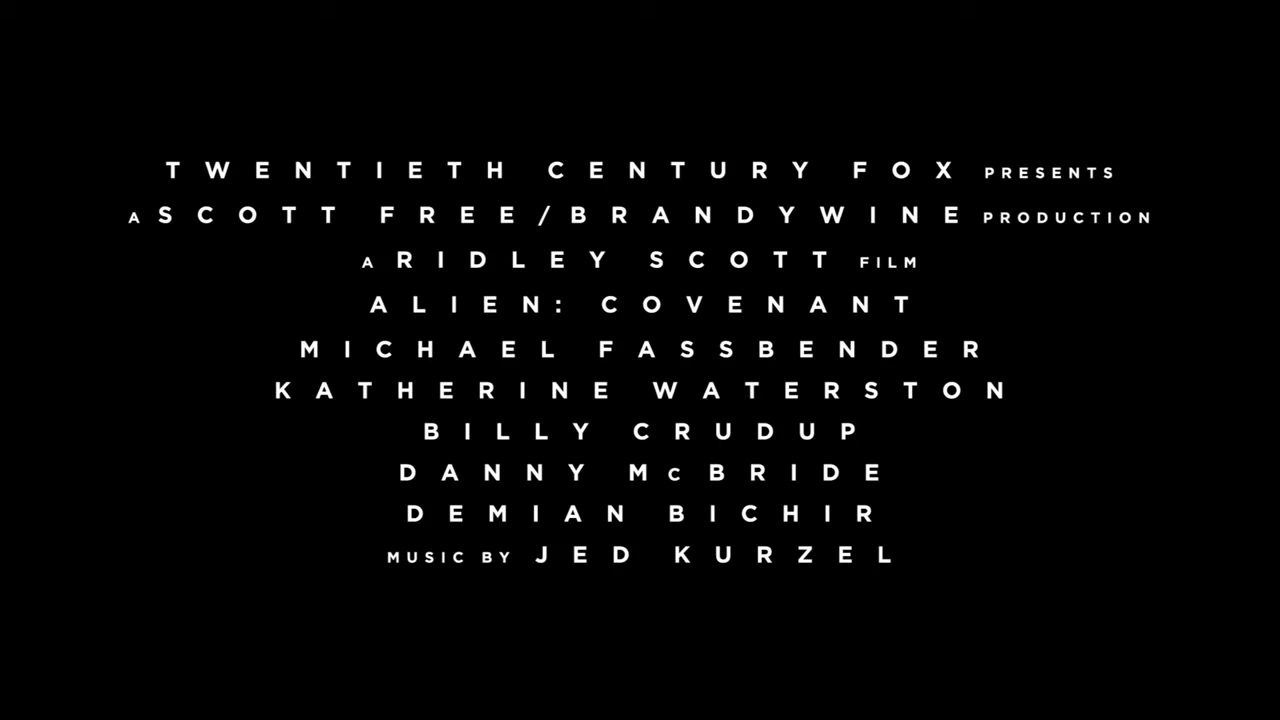 TWENTIETH CENTURY FOX PRESENTS
A SCOTT FREE/BRANDYWINE PRODUCTION
A RIDLEY SCOTT FILM
ALIEN: COVENANT
MICHAEL FASSBENDER
KATHERINE WATERSTON
BILLY CRUDUP
DANNY McBRIDE
DEMIAN BICHIR
MUSIC BY JED KURZEL